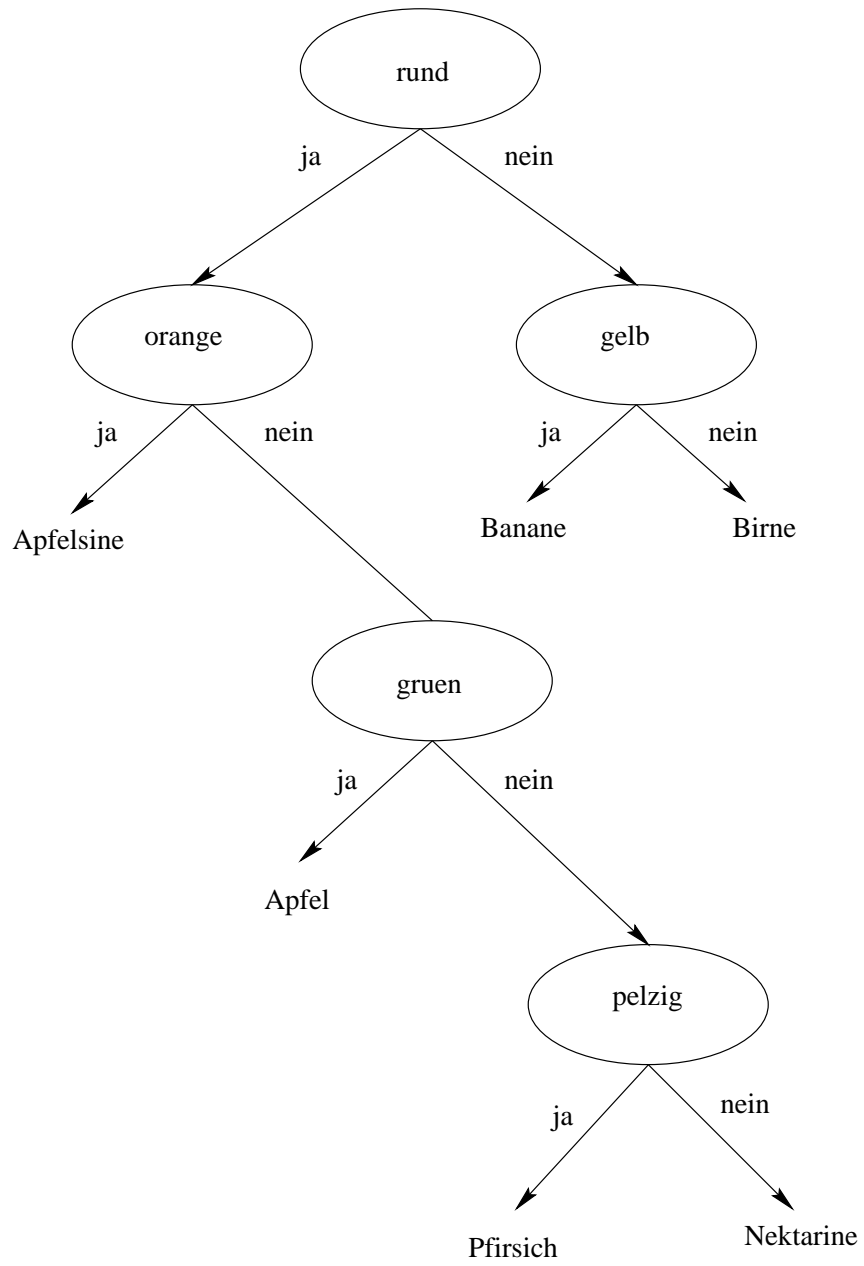 rund
ja
nein
orange
gelb
ja
nein
ja
nein
Apfelsine
Banane
Birne
gruen
ja
nein
Apfel
pelzig
ja
nein
Pfirsich
Nektarine